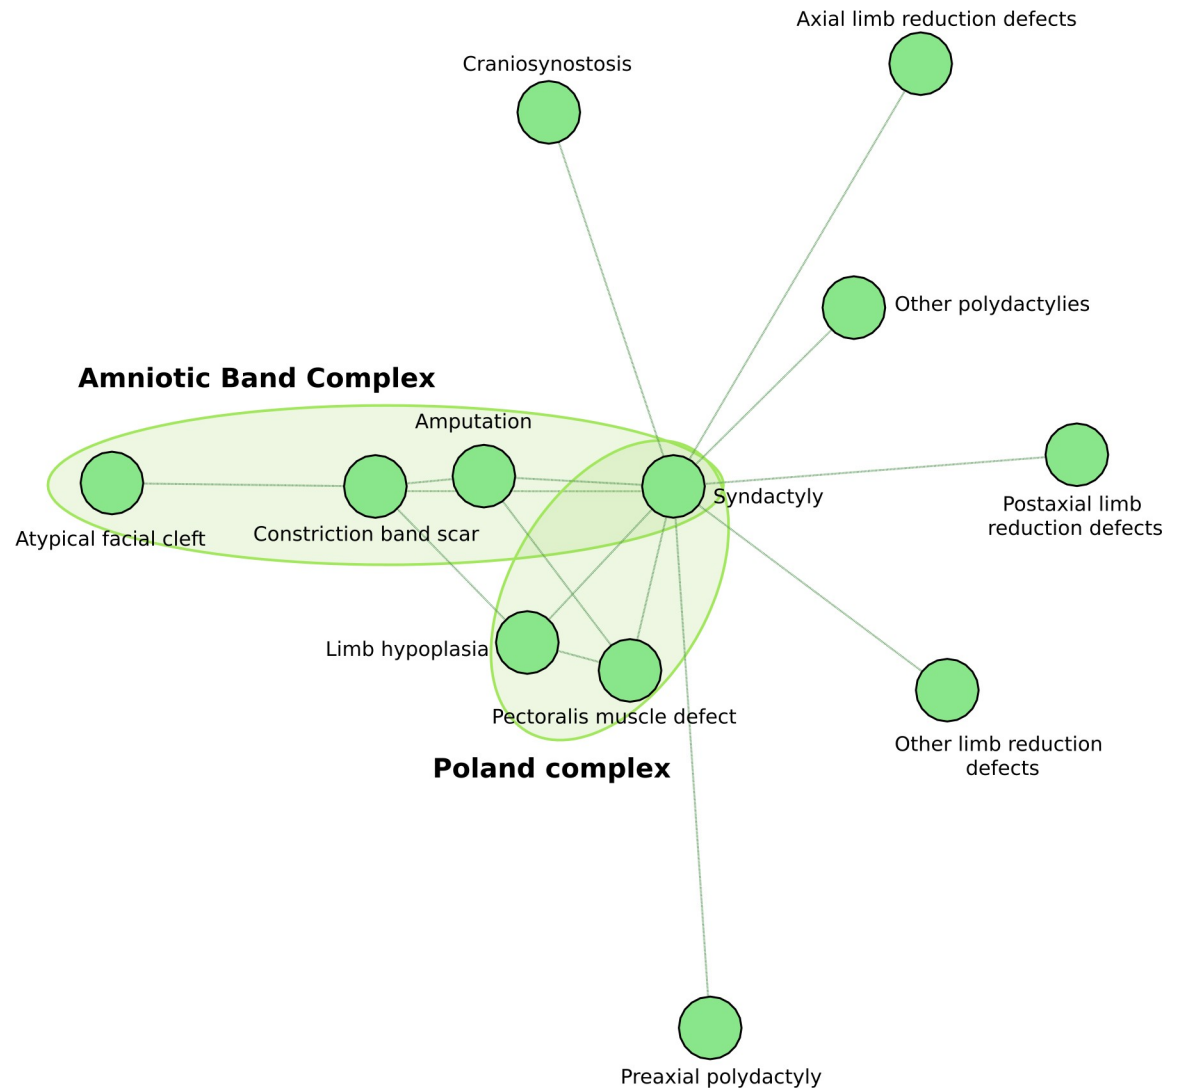 Axial limb reduction defects
Craniosynostosis
Other polydactylies
Amniotic Band Complex
Amputation
Syndactyly
Atypical facial cleft
Constriction band scar
Postaxial limb
reduction defects
Limb hypoplasia
Pectoralis muscle defect
Other limb reduction
defects
Poland complex
Preaxial polydactyly